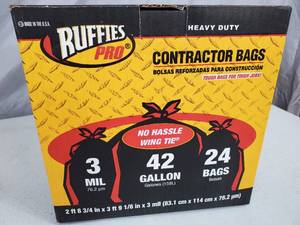 MADE IN THE U.S.A.
RUFFIES
PRO®
HEAVY DUTY
CONTRACTOR BAGS
BOLSAS REFORZADAS PARA CONSTRUCCIÓN
TOUGH BAGS FOR TOUGH JOBS!
NO HASSLE
WING TIE®
3
MIL
76.2 µm
42
GALLON
Galones (159L)
24
BAGS
Bolsas
2 ft 8 3/4 in x 3 ft 9 1/8 in x 3 mil (83.1 cm x 114 cm x 76.2 µm)